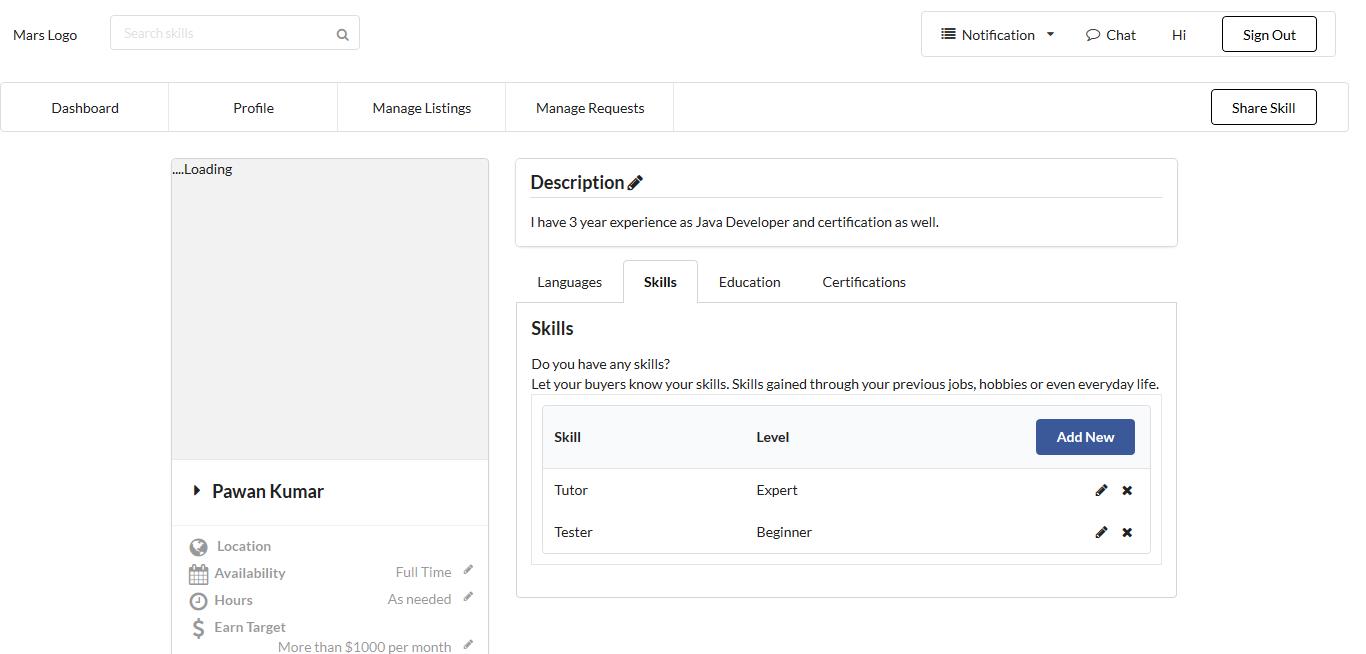 Mars Logo
Search skills
Notification
Chat
Hi
Sign Out
Dashboard
Profile
Manage Listings
Manage Requests
Share Skill
....Loading
Pawan Kumar
Location
Availability
Full Time
Hours
As needed
Earn Target
More than $1000 per month
Description
I have 3 year experience as Java Developer and certification as well.
Languages
Skills
Education
Certifications
Skills
Do you have any skills?
Let your buyers know your skills. Skills gained through your previous jobs, hobbies or even everyday life.
Skill
Level
Add New
Tutor
Expert
Tester
Beginner